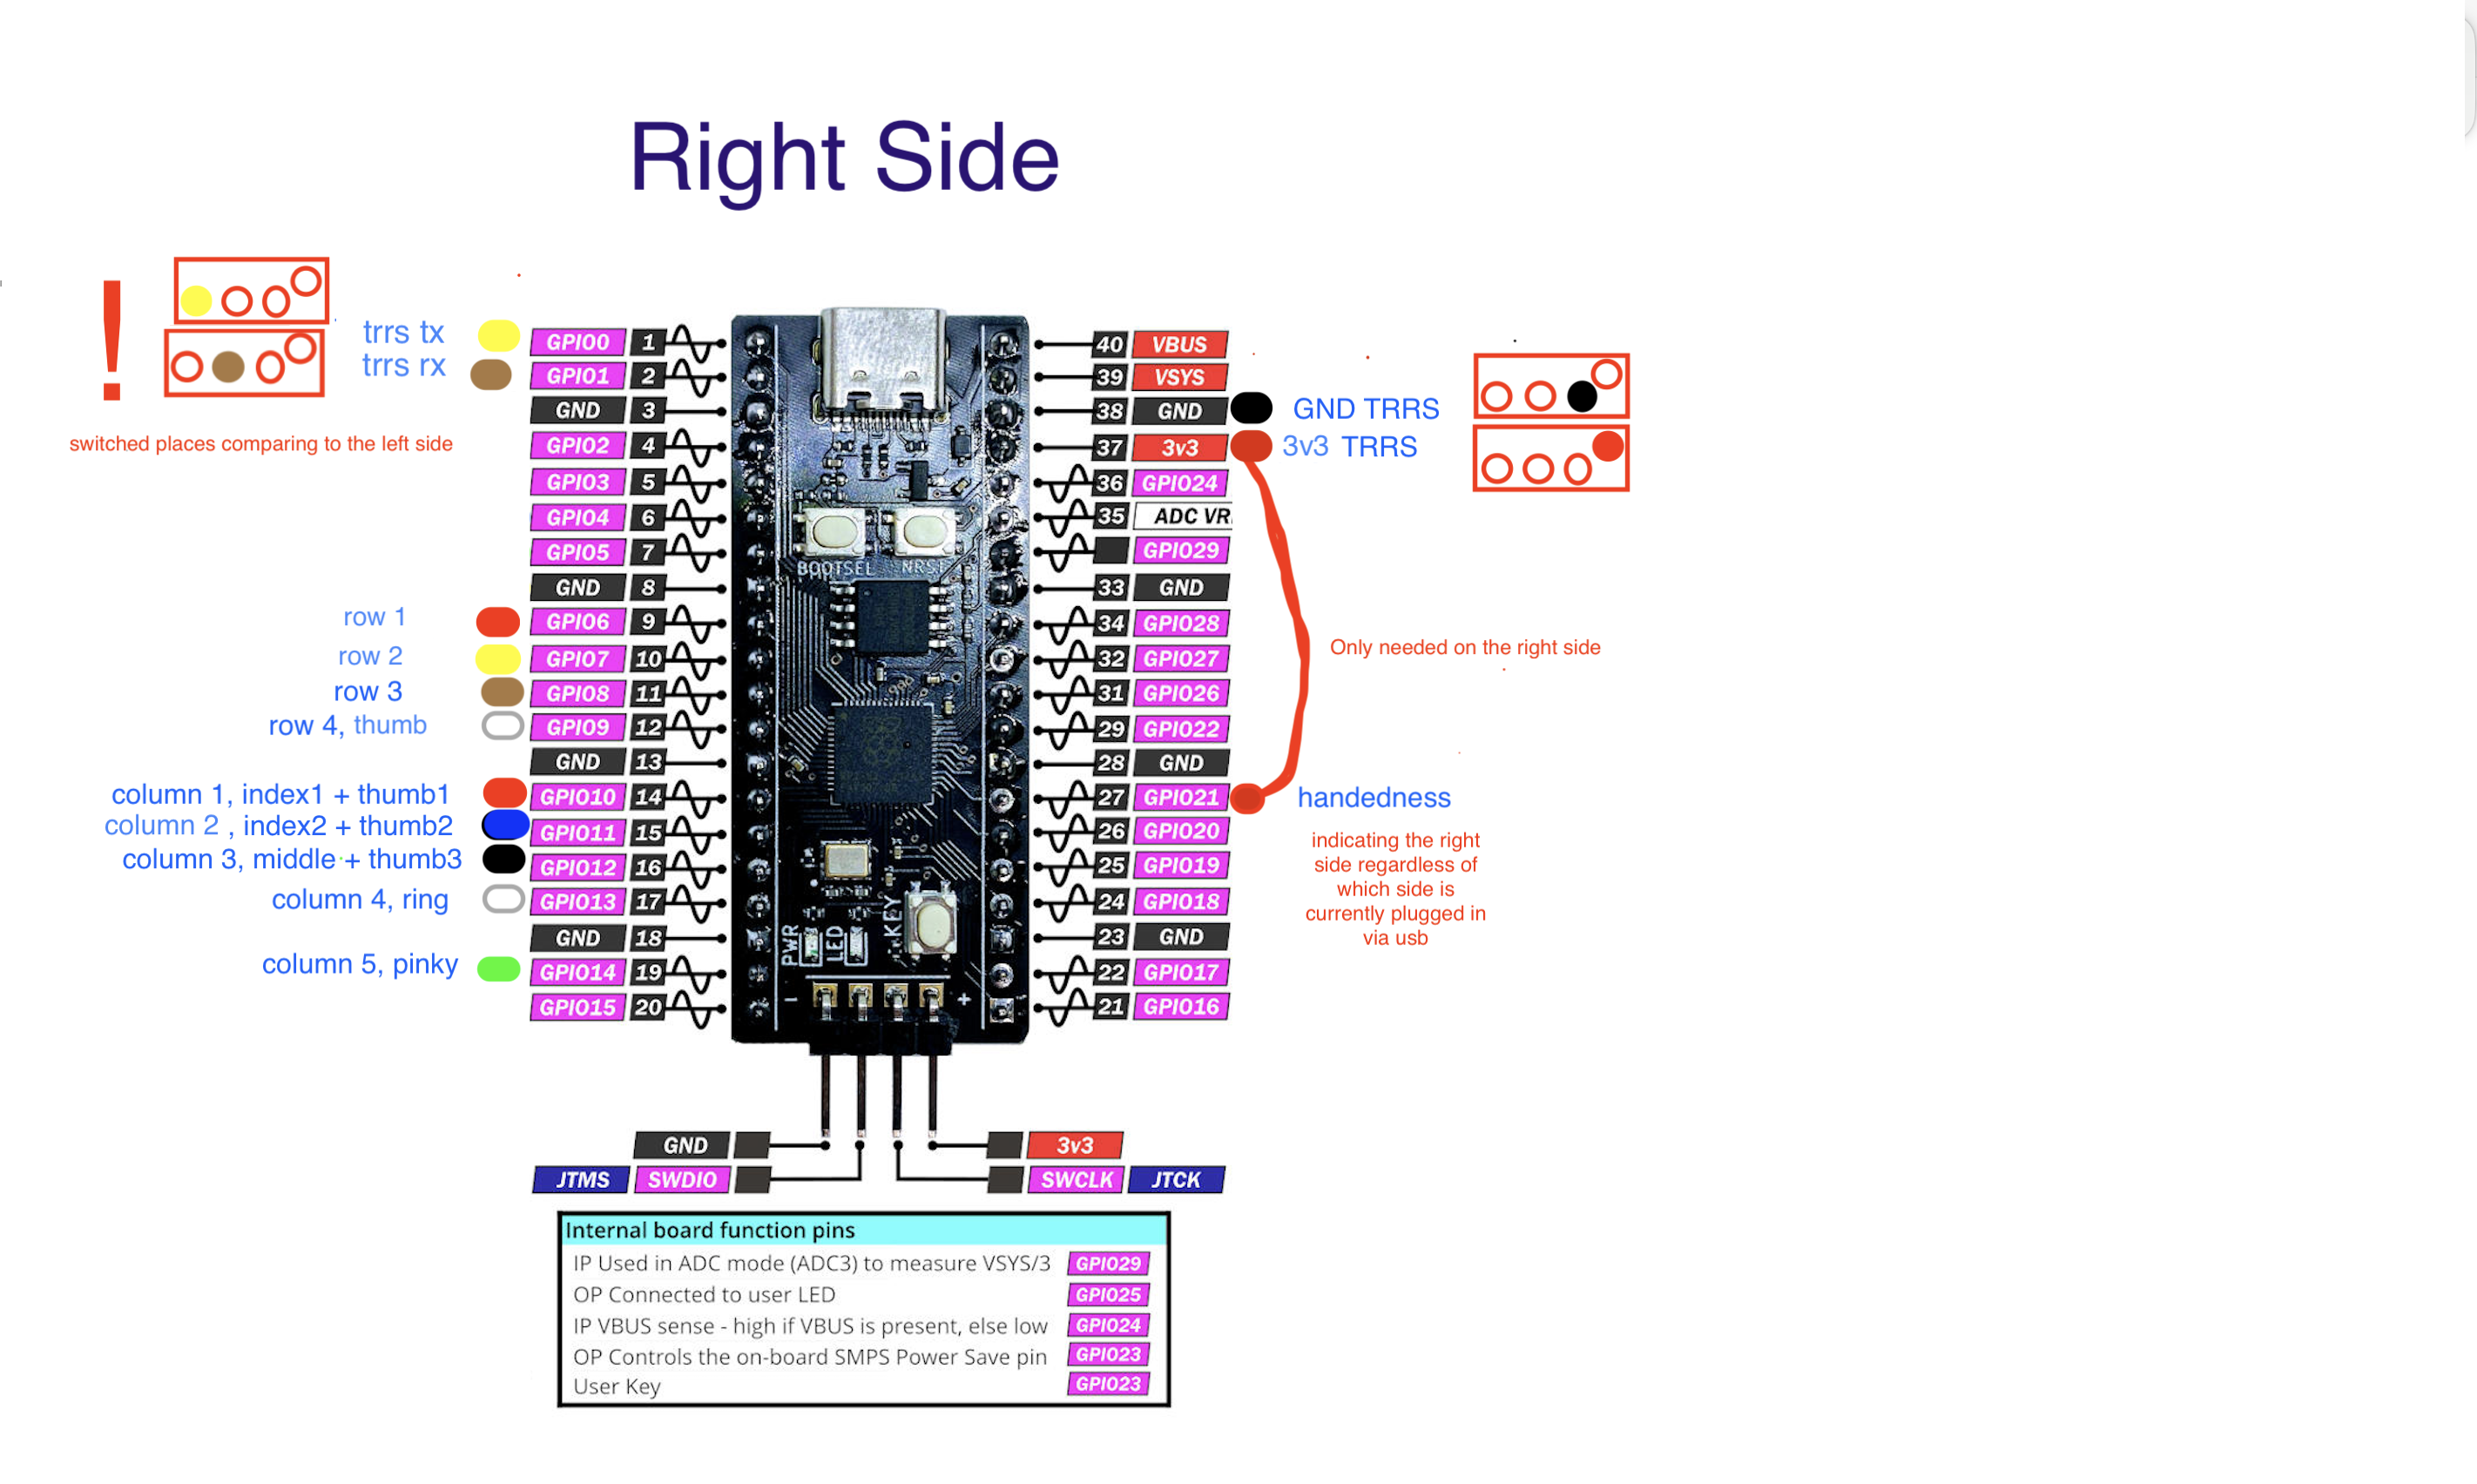 Right Side
!
trrs tx
trrs rx
switched places comparing to the left side
row 1
row 2
row 3
row 4, thumb
column 1, index1 + thumb1
column 2 , index2 + thumb2
column 3, middle + thumb3
column 4, ring
column 5, pinky
GPIO0 1
GPIO1 2
GND 3
GPIO2 4
GPIO3 5
GPIO4 6
GPIO5 7
GND 8
GPIO6 9
GPIO7 10
GPIO8 11
GPIO9 12
GND 13
GPIO10 14
GPIO11 15
GPIO12 16
GPIO13 17
GND 18
GPIO14 19
GPIO15 20
BOOTSEL NRST
PWR
LED
KEY
– +
40 VBUS
39 VSYS
38 GND
37 3v3
36 GPIO24
35 ADC VR
GPIO29
33 GND
34 GPIO28
32 GPIO27
31 GPIO26
29 GPIO22
28 GND
27 GPIO21
26 GPIO20
25 GPIO19
24 GPIO18
23 GND
22 GPIO17
21 GPIO16
GND TRRS
3v3 TRRS
Only needed on the right side
handedness
indicating the right
side regardless of
which side is
currently plugged in
via usb
GND 3v3
JTMS SWDIO SWCLK JTCK
Internal board function pins
IP Used in ADC mode (ADC3) to measure VSYS/3 GPIO29
OP Connected to user LED GPIO25
IP VBUS sense - high if VBUS is present, else low GPIO24
OP Controls the on-board SMPS Power Save pin GPIO23
User Key GPIO23